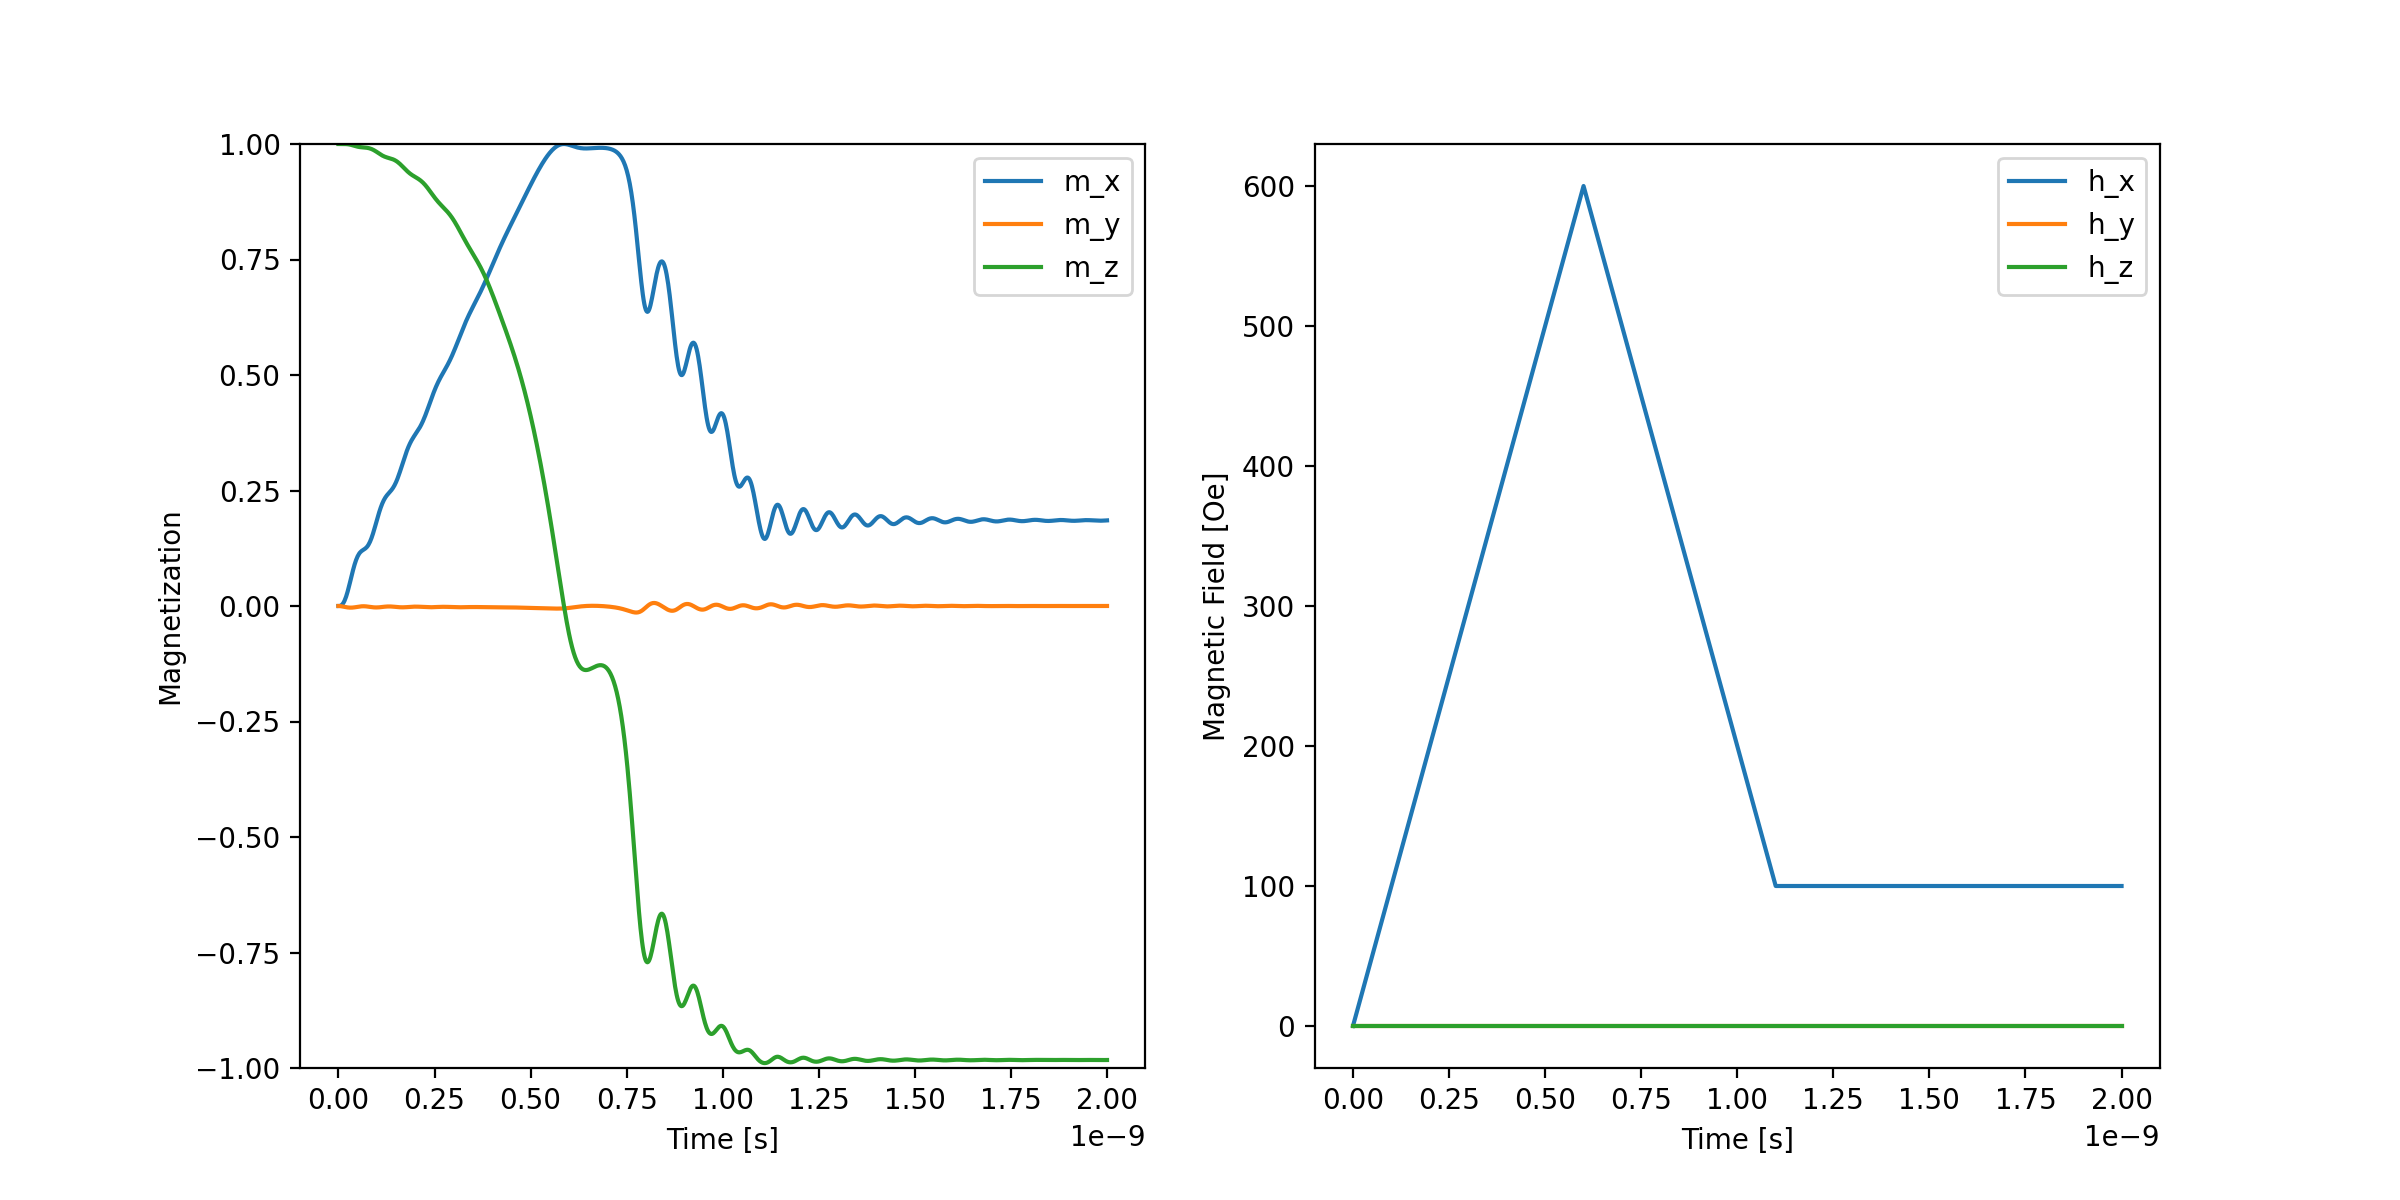 Magnetization
1.00
0.75
0.50
0.25
0.00
−0.25
−0.50
−0.75
−1.00
m_x
m_y
m_z
0.00 0.25 0.50 0.75 1.00 1.25 1.50 1.75 2.00
Time [s]
1e−9
Magnetic Field [Oe]
600
500
400
300
200
100
0
h_x
h_y
h_z
0.00 0.25 0.50 0.75 1.00 1.25 1.50 1.75 2.00
Time [s]
1e−9